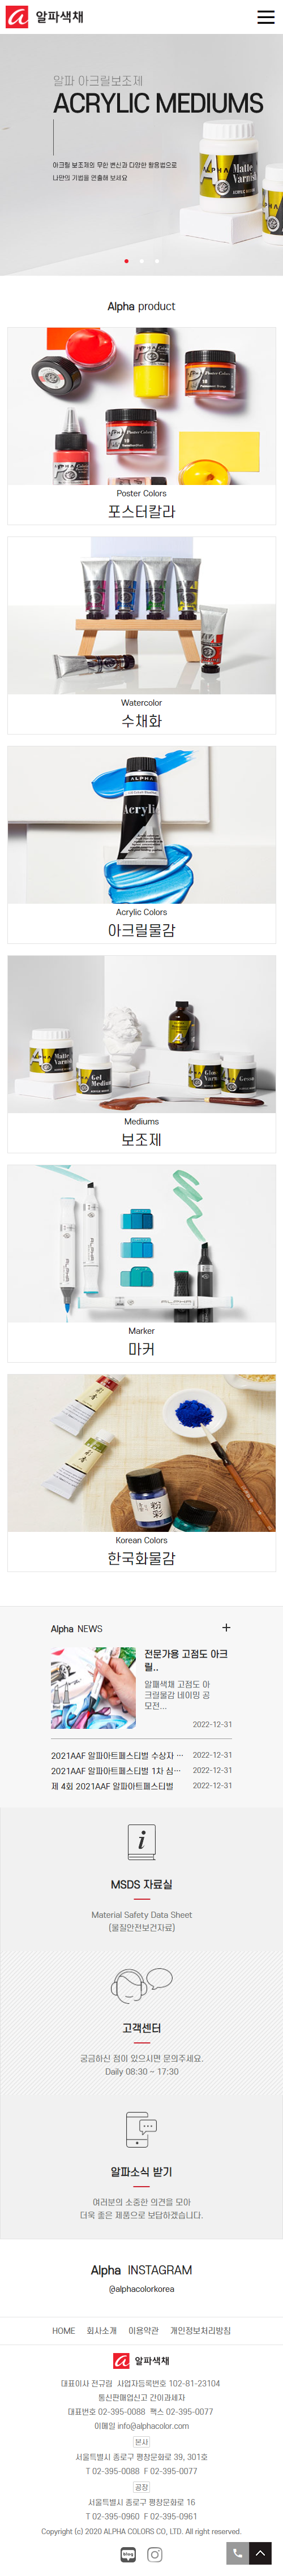 알파색채
알파 아크릴보조제
ACRYLIC MEDIUMS
아크릴 보조제의 무한 변신과 다양한 활용법으로
나만의 기법을 연출해 보세요
ALPHA
Matte
Varnish
Alpha product
Poster Colors
포스터칼라
Watercolor
수채화
ALPHA
Acrylic
Acrylic Colors
아크릴물감
Matte
Varnish
Gel
Medium
Gesso
Mediums
보조제
Marker
마커
Korean Colors
한국화물감
Alpha NEWS
+
전문가용 고점도 아크
릴..
알파색채 고점도 아
크릴물감 네이밍 공
모전...
2022-12-31
2021AAF 알파아트페스티벌 수상자 ... 2022-12-31
2021AAF 알파아트페스티벌 1차 심... 2022-12-31
제 4회 2021AAF 알파아트페스티벌 2022-12-31
MSDS 자료실
Material Safety Data Sheet
(물질안전보건자료)
고객센터
궁금하신 점이 있으시면 문의주세요.
Daily 08:30 ~ 17:30
알파소식 받기
여러분의 소중한 의견을 모아
더욱 좋은 제품으로 보답하겠습니다.
Alpha INSTAGRAM
@alphacolorkorea
HOME 회사소개 이용약관 개인정보처리방침
알파색채
대표이사 전규림 사업자등록번호 102-81-23104
통신판매업신고 간이과세자
대표번호 02-395-0088 팩스 02-395-0077
이메일 info@alphacolor.com
본사
서울특별시 종로구 평창문화로 39, 301호
T 02-395-0088 F 02-395-0077
공장
서울특별시 종로구 평창문화로 16
T 02-395-0960 F 02-395-0961
Copyright (c) 2020 ALPHA COLORS CO, LTD. All right reserved.
blog